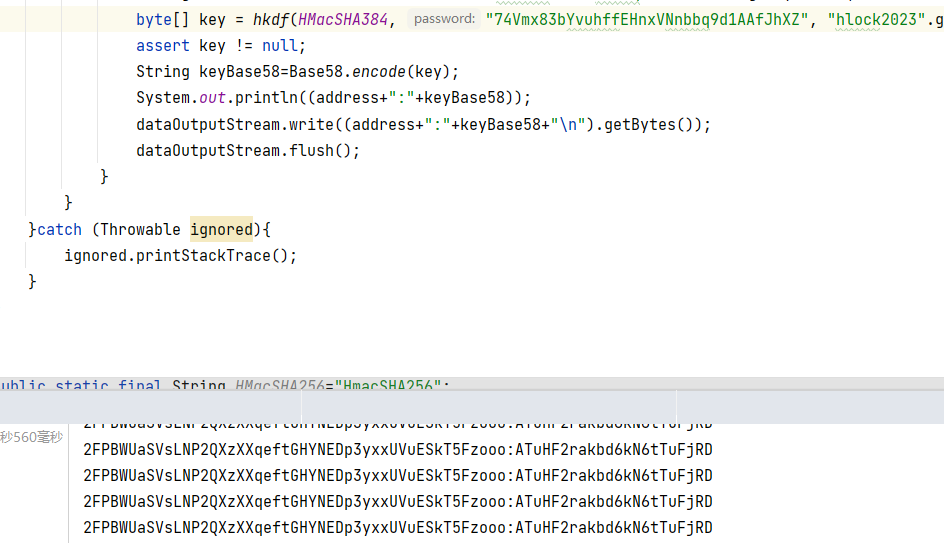 byte[] key = hkdf(HMacSHA384, password: "74Vmx83bYvuhffEHnxVNnbbq9d1AAfJhXZ", "hlock2023".g
assert key != null;
String keyBase58=Base58.encode(key);
System.out.println((address+":"+keyBase58));
dataOutputStream.write((address+":"+keyBase58+"\n").getBytes());
dataOutputStream.flush();
}
}
}catch (Throwable ignored){
ignored.printStackTrace();
}
ublic static final String HMacSHA256="HmacSHA256";
2FPBWUaSVsLNP2QXzXXqeftGHYNEDp3yxxUVuESkT5Fzooo:ATuHF2rakbd6kN6tTuFjRD
秒560毫秒
2FPBWUaSVsLNP2QXzXXqeftGHYNEDp3yxxUVuESkT5Fzooo:ATuHF2rakbd6kN6tTuFjRD
2FPBWUaSVsLNP2QXzXXqeftGHYNEDp3yxxUVuESkT5Fzooo:ATuHF2rakbd6kN6tTuFjRD
2FPBWUaSVsLNP2QXzXXqeftGHYNEDp3yxxUVuESkT5Fzooo:ATuHF2rakbd6kN6tTuFjRD
2FPBWUaSVsLNP2QXzXXqeftGHYNEDp3yxxUVuESkT5Fzooo:ATuHF2rakbd6kN6tTuFjRD